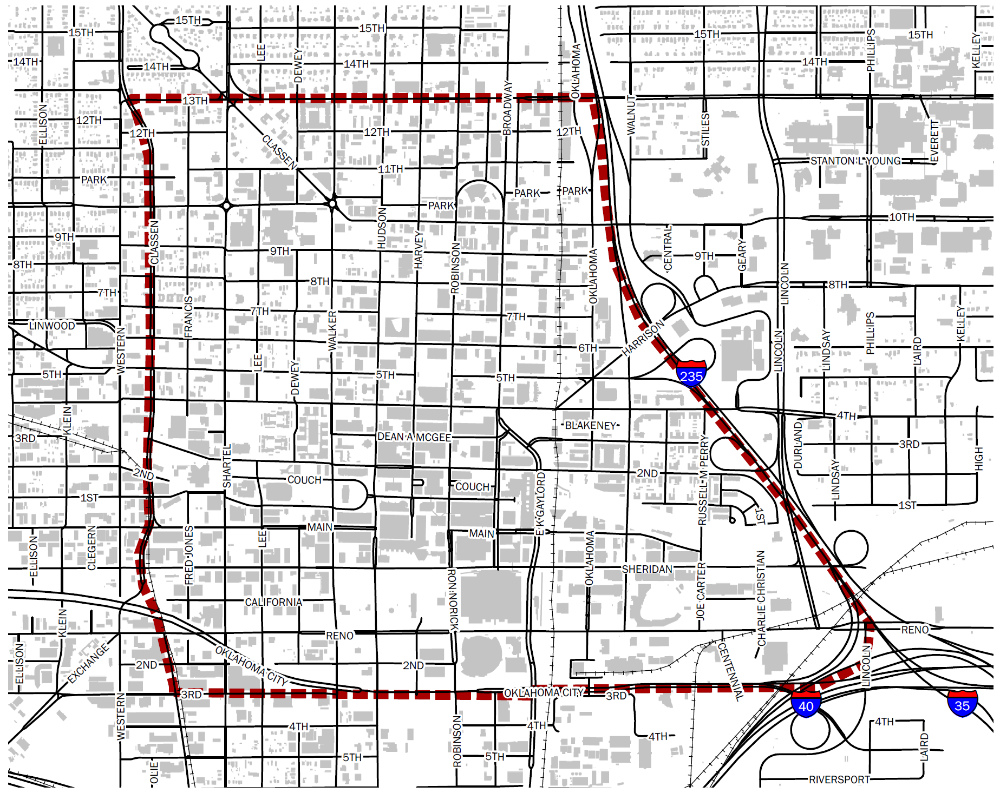 15TH
15TH
15TH
15TH
15TH
14TH
14TH
14TH
14TH
LEE
DEWEY
OKLAHOMA
PHILLIPS
KELLEY
13TH
ELLISON
12TH
12TH
12TH
12TH
BROADWAY
WALNUT
STILES
EVERETT
CLASSEN
STANTON L YOUNG
11TH
PARK
PARK
PARK
PARK
10TH
CLASSEN
HUDSON
HARVEY
ROBINSON
OKLAHOMA
CENTRAL
GEARY
LINCOLN
9TH
9TH
9TH
8TH
8TH
8TH
7TH
7TH
7TH
FRANCIS
WALKER
LINWOOD
WESTERN
LEE
DEWEY
HARRISON
6TH
LINCOLN
LINDSAY
PHILLIPS
LAIRD
KELLEY
5TH
5TH
5TH
235
KLEIN
3RD
DEAN A MCGEE
BLAKENEY
4TH
DURLAND
3RD
HIGH
SHARTEL
RUSSELL M PERRY
2ND
COUCH
COUCH
2ND
LINDSAY
E K GAYLORD
1ST
1ST
1ST
MAIN
MAIN
ELLISON
CLEGERN
FRED JONES
LEE
OKLAHOMA
SHERIDAN
JOE CARTER
CHARLIE CHRISTIAN
RON NORICK
CALIFORNIA
KLEIN
RENO
RENO
ELLISON
EXCHANGE
2ND
OKLAHOMA CITY
2ND
CENTENNIAL
LINCOLN
3RD
OKLAHOMA CITY
3RD
40
35
WESTERN
4TH
ROBINSON
4TH
4TH
4TH
LAIRD
5TH
5TH
OLIE
RIVERSPORT